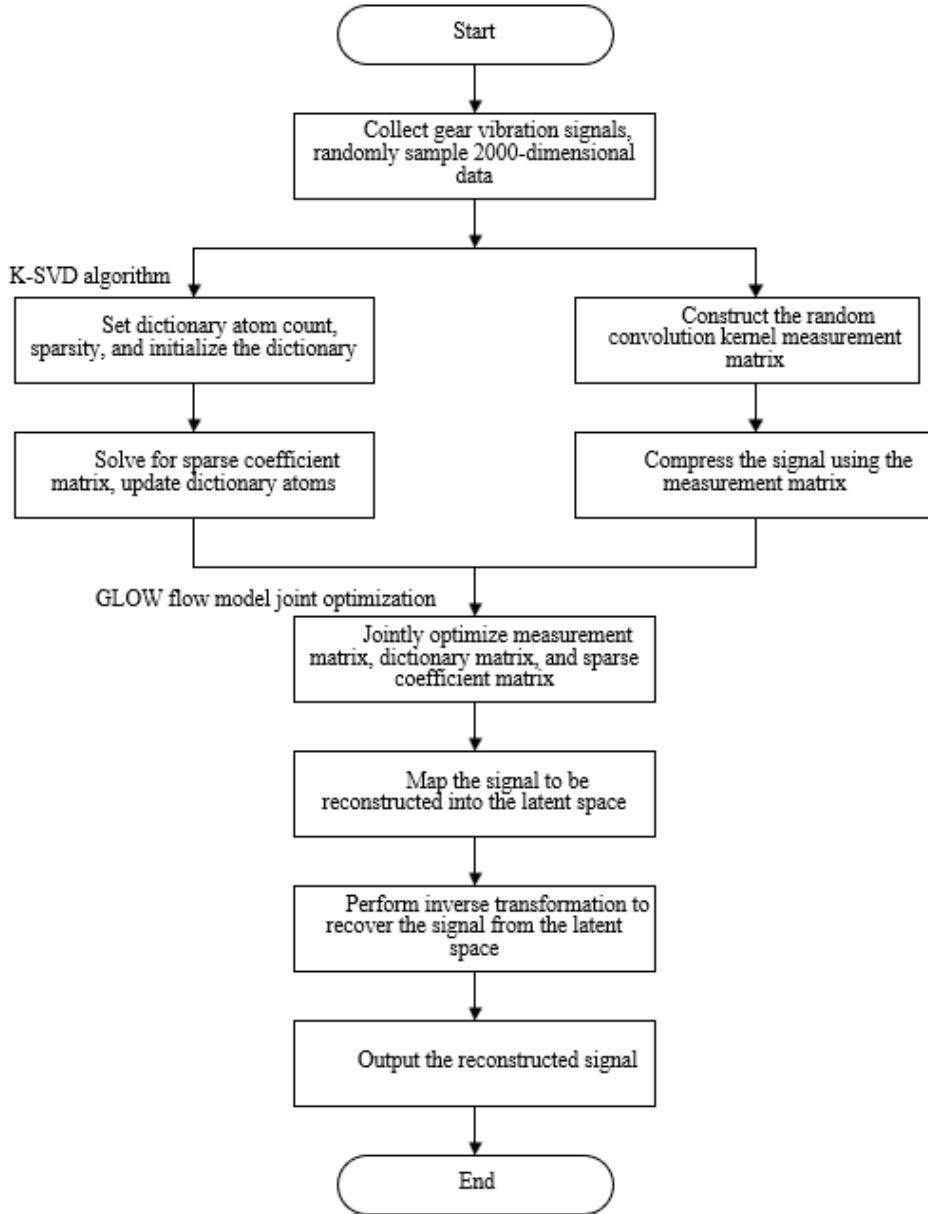 Start
Collect gear vibration signals,
randomly sample 2000-dimensional
data
K-SVD algorithm
Set dictionary atom count,
sparsity, and initialize the dictionary
Construct the random
convolution kernel measurement
matrix
Solve for sparse coefficient
matrix, update dictionary atoms
Compress the signal using the
measurement matrix
GLOW flow model joint optimization
Jointly optimize measurement
matrix, dictionary matrix, and sparse
coefficient matrix
Map the signal to be
reconstructed into the latent space
Perform inverse transformation to
recover the signal from the latent
space
Output the reconstructed signal
End